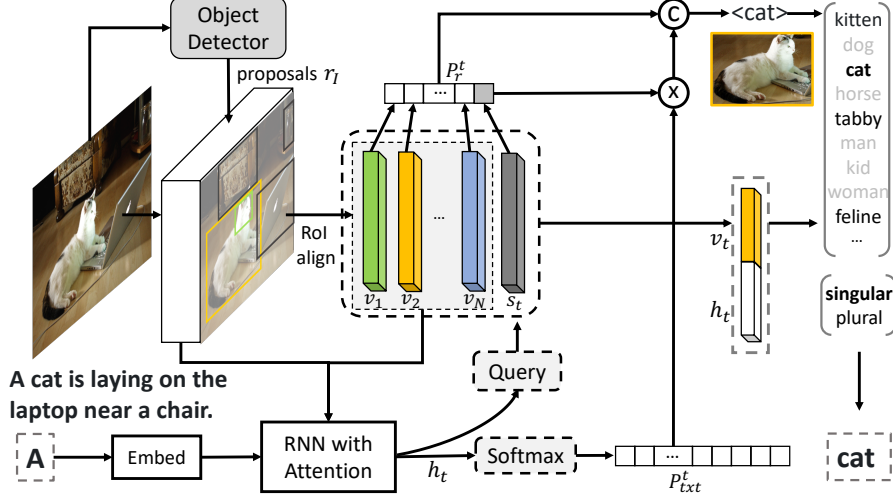 Object
Detector
proposals r_I
P_r^t
C
<cat>
kitten
dog
cat
horse
tabby
man
kid
woman
feline
...
X
...
RoI
align
...
v_1
v_2
v_N
s_t
v_t
h_t
singular
plural
Query
A cat is laying on the
laptop near a chair.
A
Embed
RNN with
Attention
h_t
Softmax
...
P_{txt}^t
cat